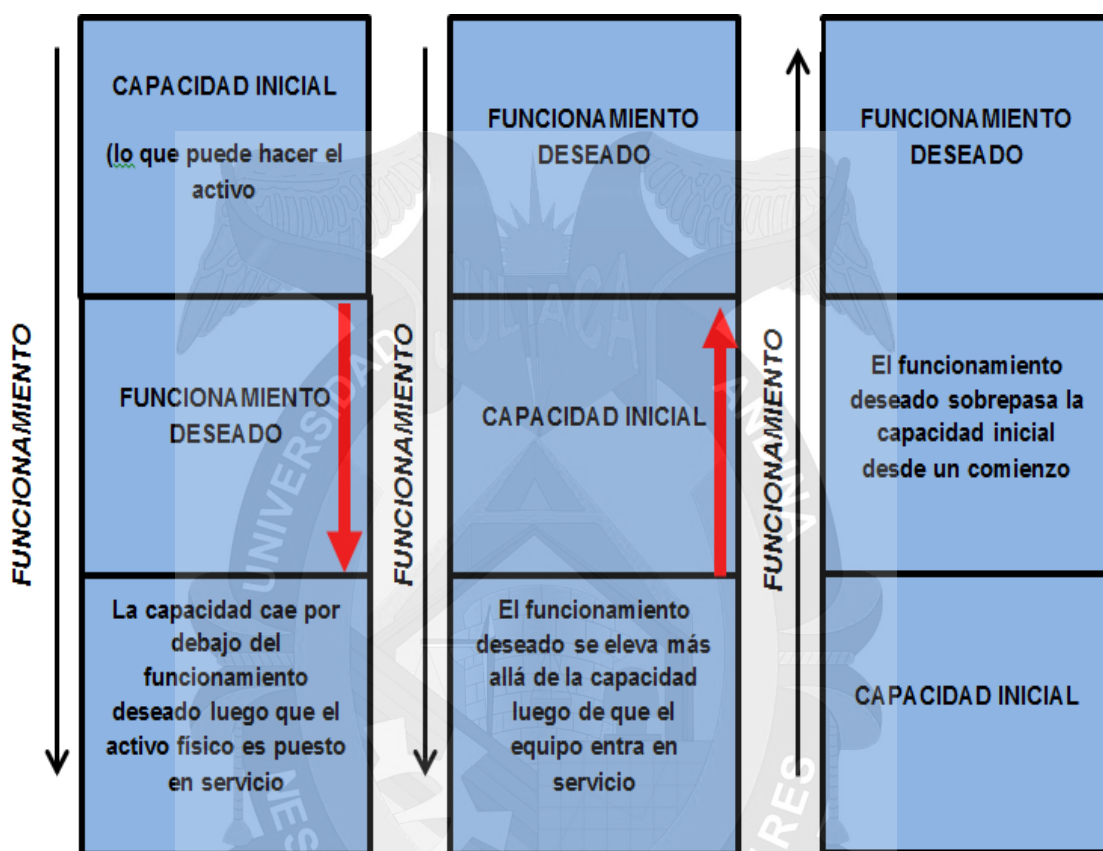 FUNCIONAMIENTO
CAPACIDAD INICIAL
(lo que puede hacer el
activo
FUNCIONAMIENTO
DESEADO
La capacidad cae por
debajo del
funcionamiento
deseado luego que el
activo físico es puesto
en servicio
FUNCIONAMIENTO
FUNCIONAMIENTO
DESEADO
CAPACIDAD INICIAL
El funcionamiento
deseado se eleva más
allá de la capacidad
luego de que el
equipo entra en
servicio
FUNCIONAMIENTO
FUNCIONAMIENTO
DESEADO
El funcionamiento
deseado sobrepasa la
capacidad inicial
desde un comienzo
CAPACIDAD INICIAL
UNIVERSIDAD
ANDINA
JULIACA